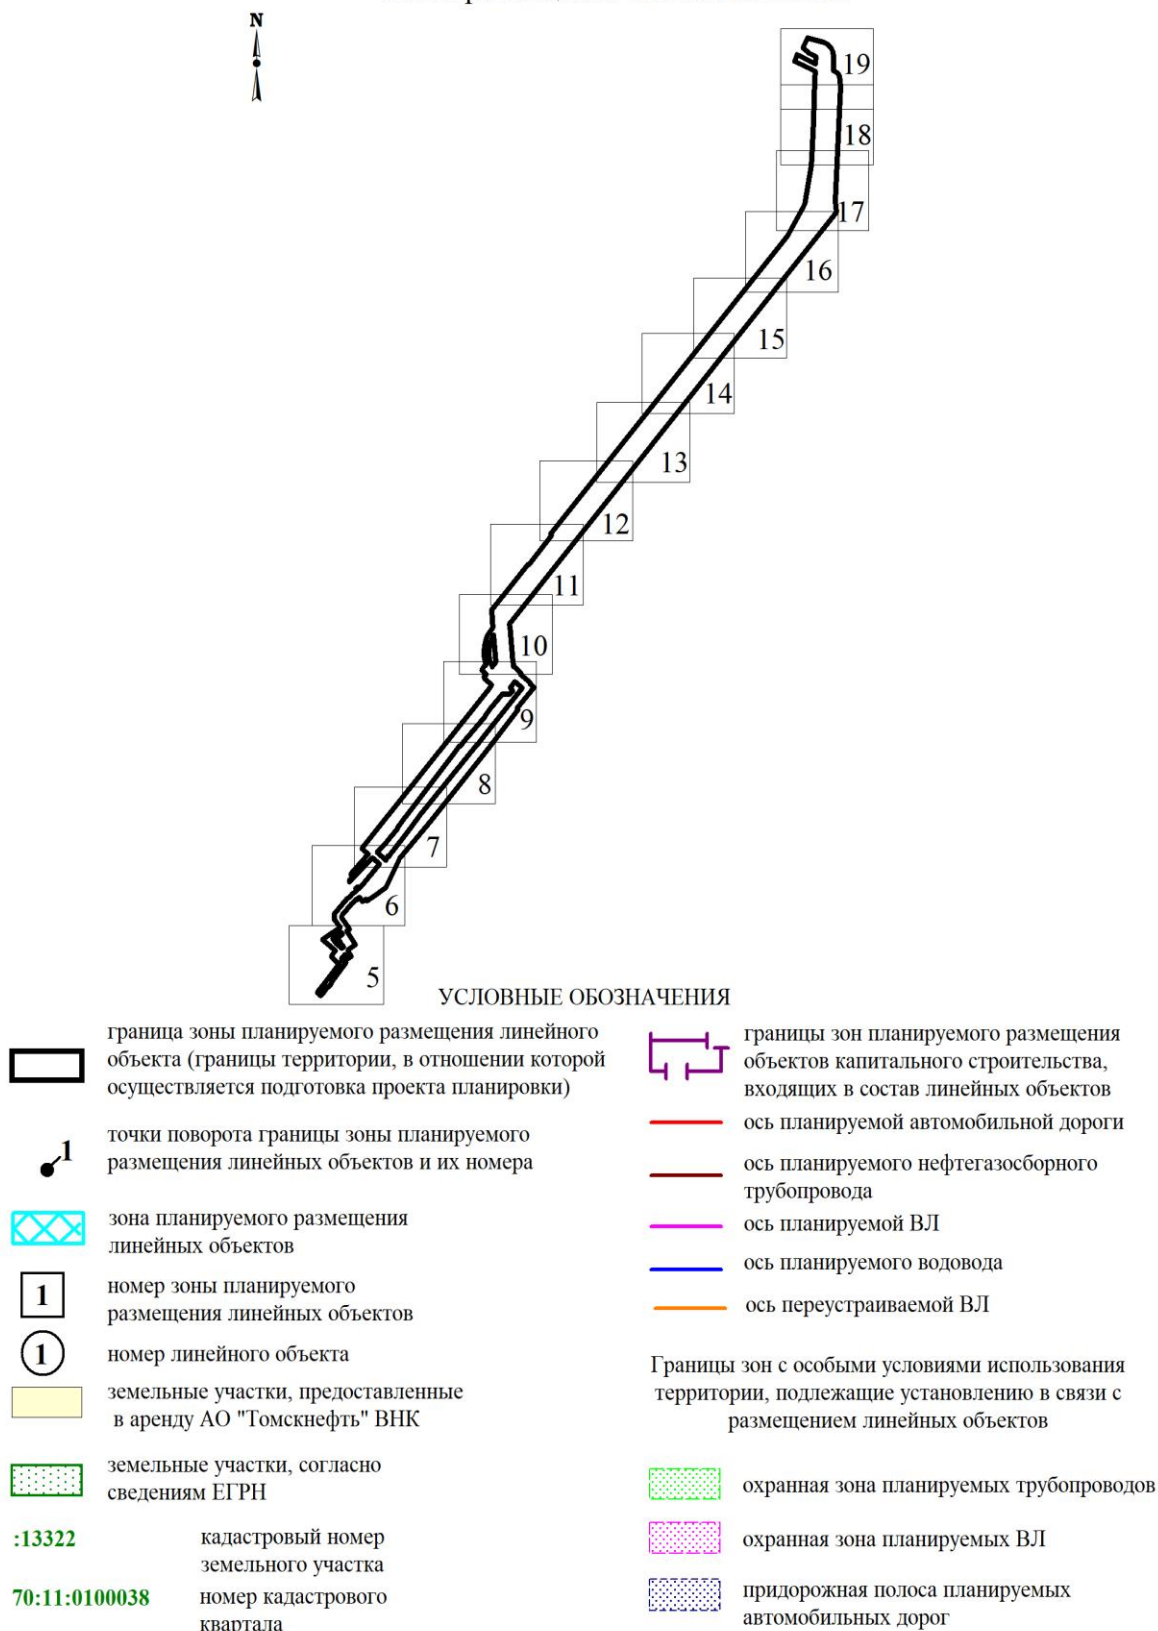 N
19
18
17
16
15
14
13
12
11
10
9
8
7
6
5
УСЛОВНЫЕ ОБОЗНАЧЕНИЯ
граница зоны планируемого размещения линейного
объекта (границы территории, в отношении которой
осуществляется подготовка проекта планировки)
1
точки поворота границы зоны планируемого
размещения линейных объектов и их номера
зона планируемого размещения
линейных объектов
1
номер зоны планируемого
размещения линейных объектов
1
номер линейного объекта
земельные участки, предоставленные
в аренду АО "Томскнефть" ВНК
земельные участки, согласно
сведениям ЕГРН
:13322
кадастровый номер
земельного участка
70:11:0100038
номер кадастрового
квартала
границы зон планируемого размещения
объектов капитального строительства,
входящих в состав линейных объектов
ось планируемой автомобильной дороги
ось планируемого нефтегазосборного
трубопровода
ось планируемой ВЛ
ось планируемого водовода
ось переустраиваемой ВЛ
Границы зон с особыми условиями использования
территории, подлежащие установлению в связи с
размещением линейных объектов
охранная зона планируемых трубопроводов
охранная зона планируемых ВЛ
придорожная полоса планируемых
автомобильных дорог